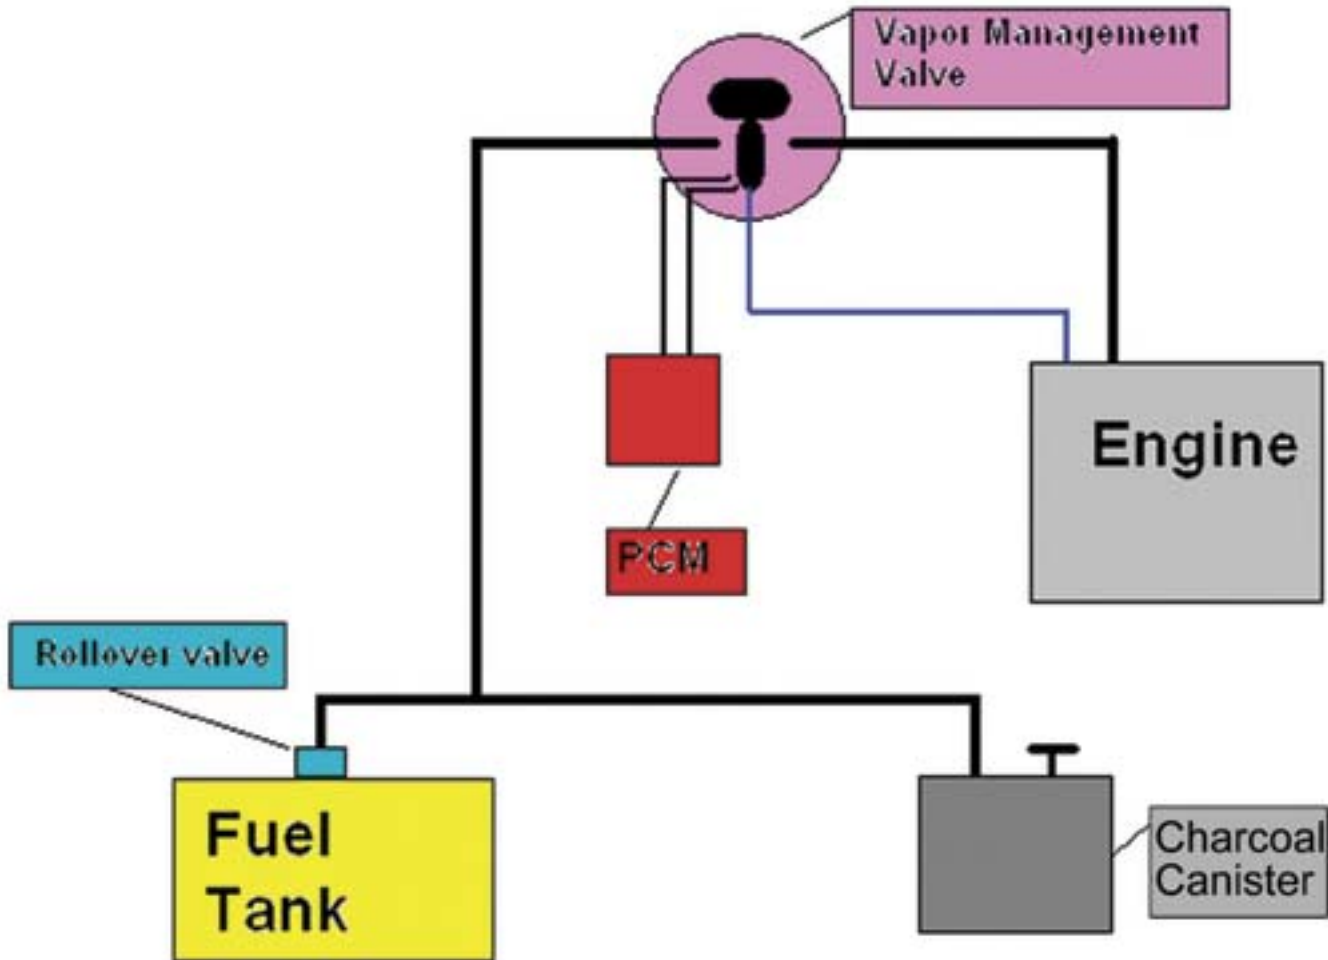 Vapor Management
Valve
Engine
PCM
Rollover valve
Fuel
Tank
Charcoal
Canister